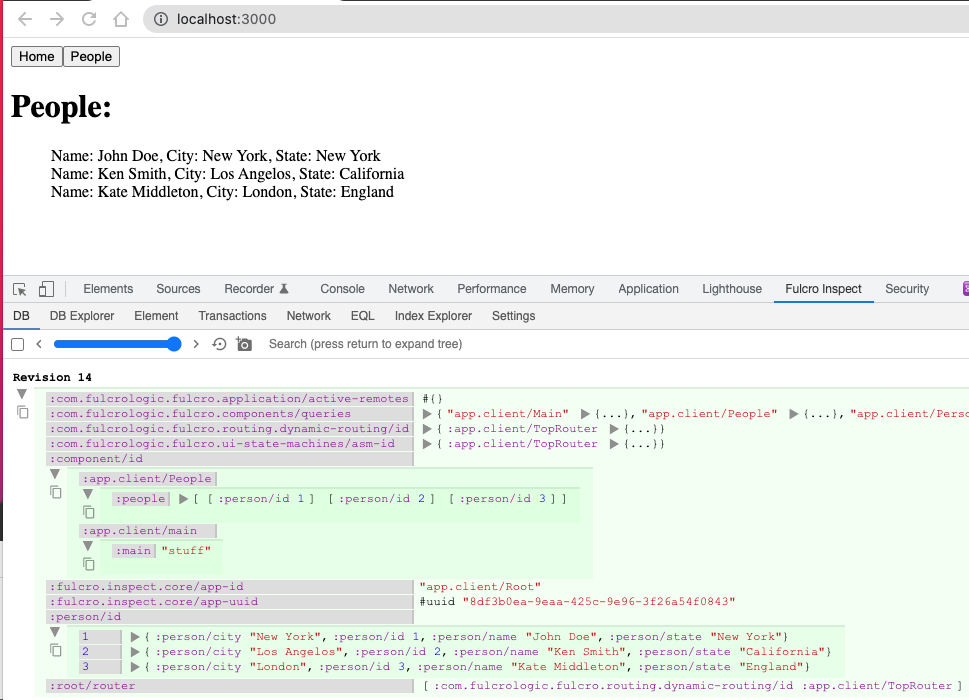 localhost:3000
Home People
People:
Name: John Doe, City: New York, State: New York
Name: Ken Smith, City: Los Angelos, State: California
Name: Kate Middleton, City: London, State: England
Elements Sources Recorder Console Network Performance Memory Application Lighthouse Fulcro Inspect Security
DB DB Explorer Element Transactions Network EQL Index Explorer Settings
Search (press return to expand tree)
Revision 14
:com.fulcrologic.fulcro.application/active-remotes #{}
:com.fulcrologic.fulcro.components/queries ▶{ "app.client/Main" ▶{...}, "app.client/People" ▶{...}, "app.client/Perso
:com.fulcrologic.fulcro.routing.dynamic-routing/id ▶{ :app.client/TopRouter ▶{...}}
:com.fulcrologic.fulcro.ui-state-machines/asm-id ▶{ :app.client/TopRouter ▶{...}}
:component/id
:app.client/People
:people ▶[ [ :person/id 1 ] [ :person/id 2 ] [ :person/id 3 ] ]
:app.client/main
:main "stuff"
:fulcro.inspect.core/app-id "app.client/Root"
:fulcro.inspect.core/app-uuid #uuid "8df3b0ea-9eaa-425c-9e96-3f26a54f0843"
:person/id
1 ▶{ :person/city "New York", :person/id 1, :person/name "John Doe", :person/state "New York"}
2 ▶{ :person/city "Los Angelos", :person/id 2, :person/name "Ken Smith", :person/state "California"}
3 ▶{ :person/city "London", :person/id 3, :person/name "Kate Middleton", :person/state "England"}
:root/router [ :com.fulcrologic.fulcro.routing.dynamic-routing/id :app.client/TopRouter ]